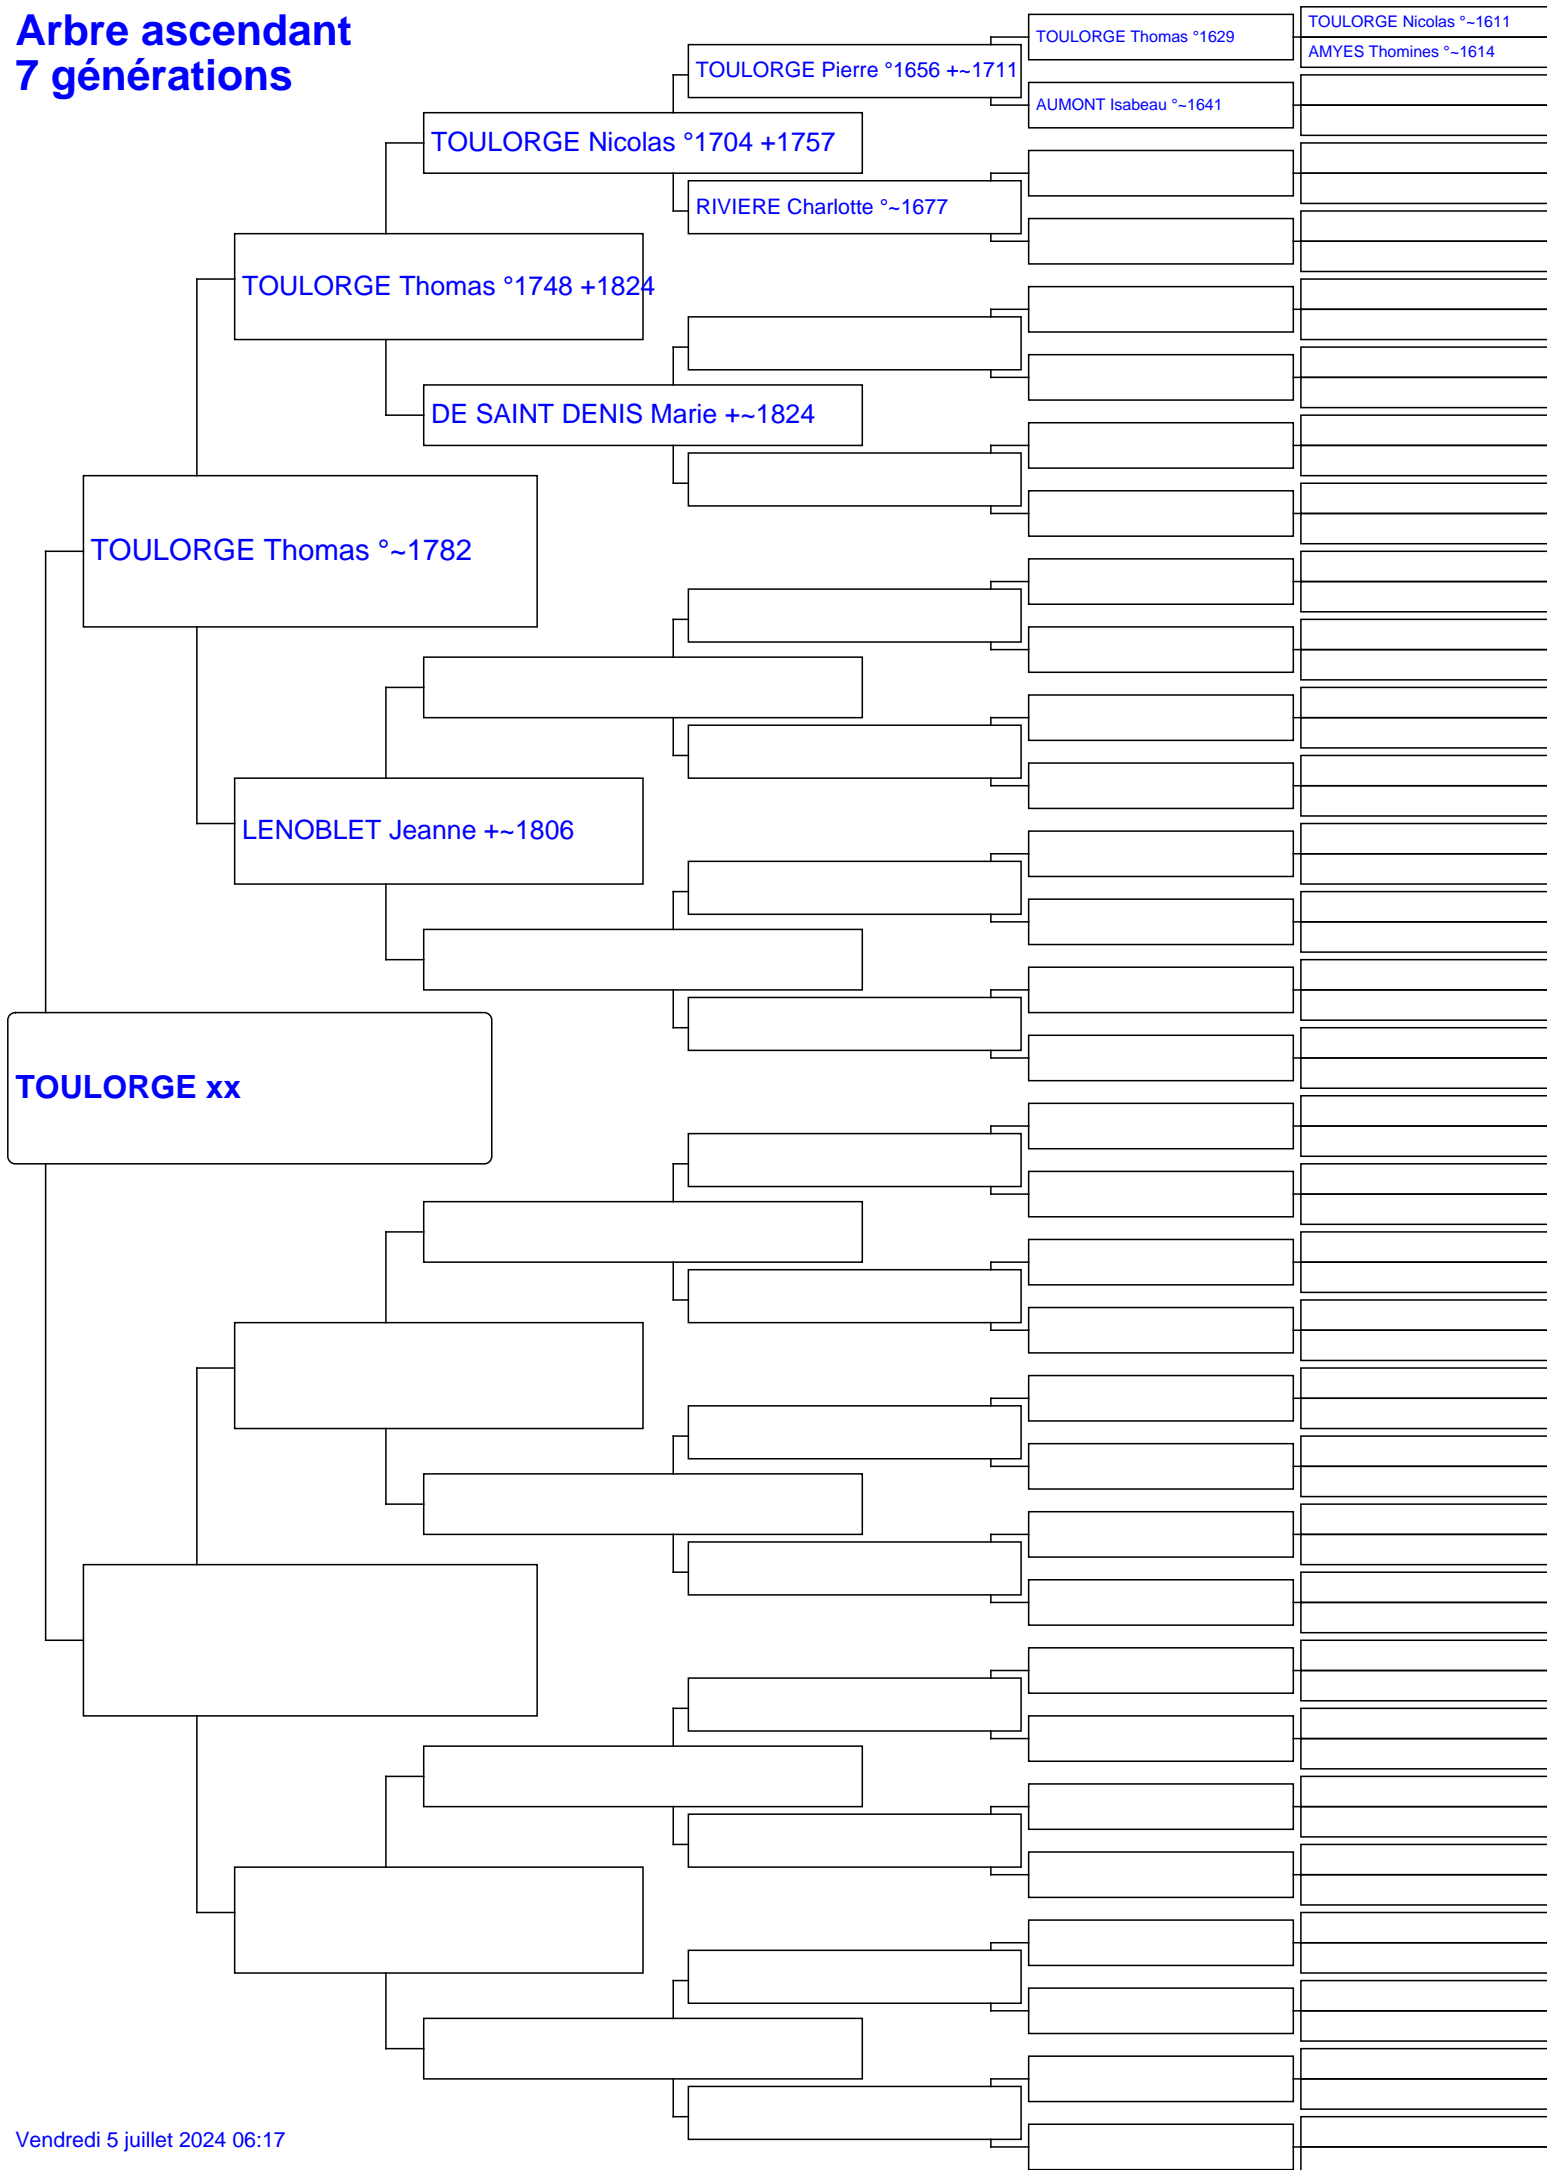 Arbre ascendant
7 générations
TOULORGE Nicolas °~1611
TOULORGE Thomas °1629
AMYES Thomines °~1614
TOULORGE Pierre °1656 +~1711
AUMONT Isabeau °~1641
TOULORGE Nicolas °1704 +1757
RIVIERE Charlotte °~1677
TOULORGE Thomas °1748 +1824
DE SAINT DENIS Marie +~1824
TOULORGE Thomas °~1782
LENOBLET Jeanne +~1806
TOULORGE xx
Vendredi 5 juillet 2024 06:17